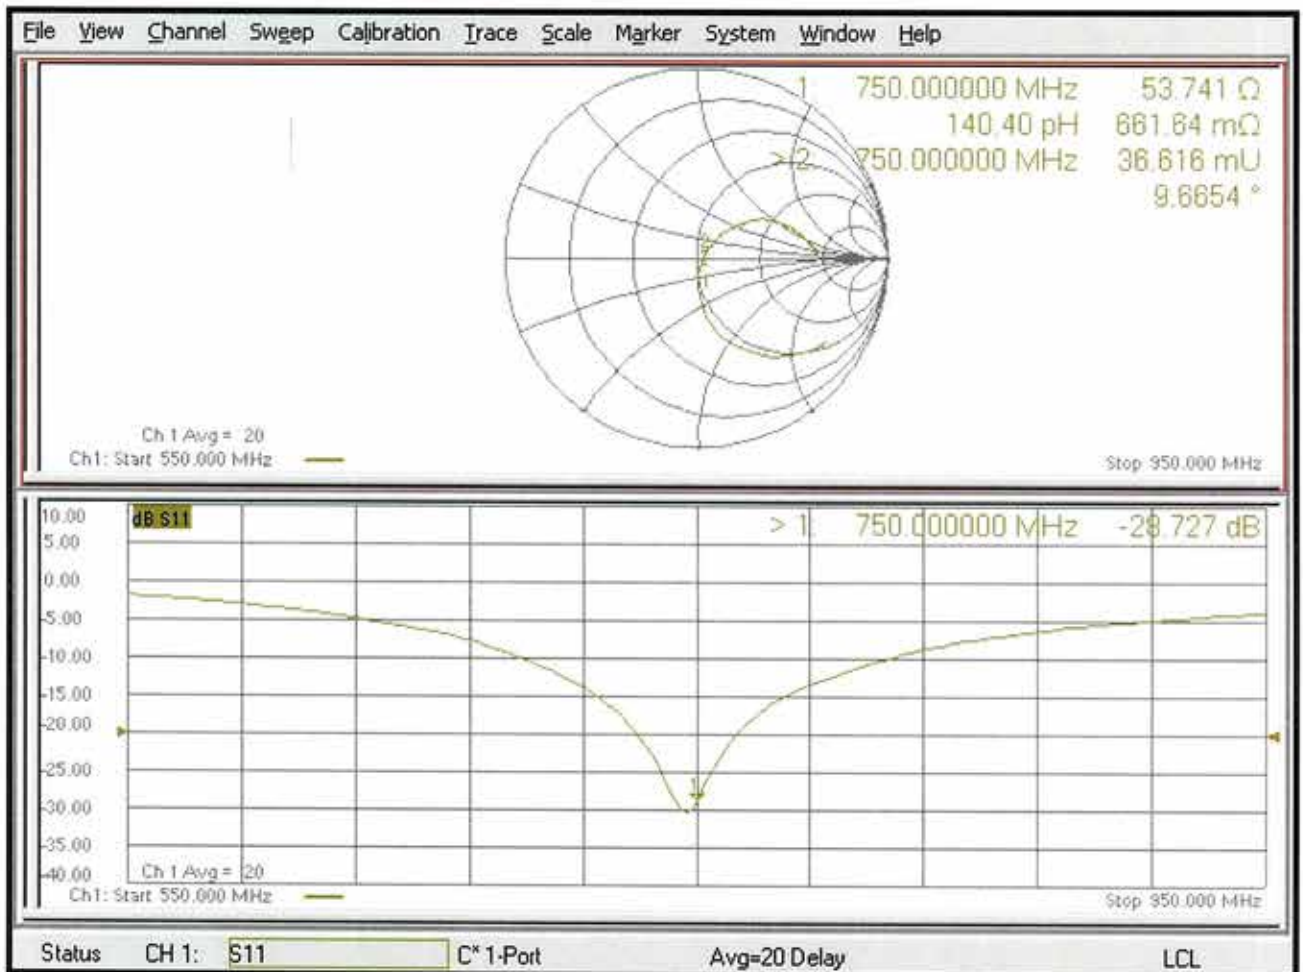 File View Channel Sweep Calibration Trace Scale Marker System Window Help
1 750.000000 MHz 53.741 Ω
140.40 pH 661.64 mΩ
> 2 750.000000 MHz 36.616 mU
9.6654 °
Ch 1 Avg = 20
Ch1: Start 550.000 MHz
Stop 950.000 MHz
10.00
dB S11
> 1 750.000000 MHz -28.727 dB
5.00
0.00
-5.00
-10.00
-15.00
-20.00
-25.00
1
-30.00
-35.00
-40.00
Ch 1 Avg = 20
Ch1: Start 550.000 MHz
Stop 950.000 MHz
Status CH 1: S11 C* 1-Port Avg=20 Delay LCL